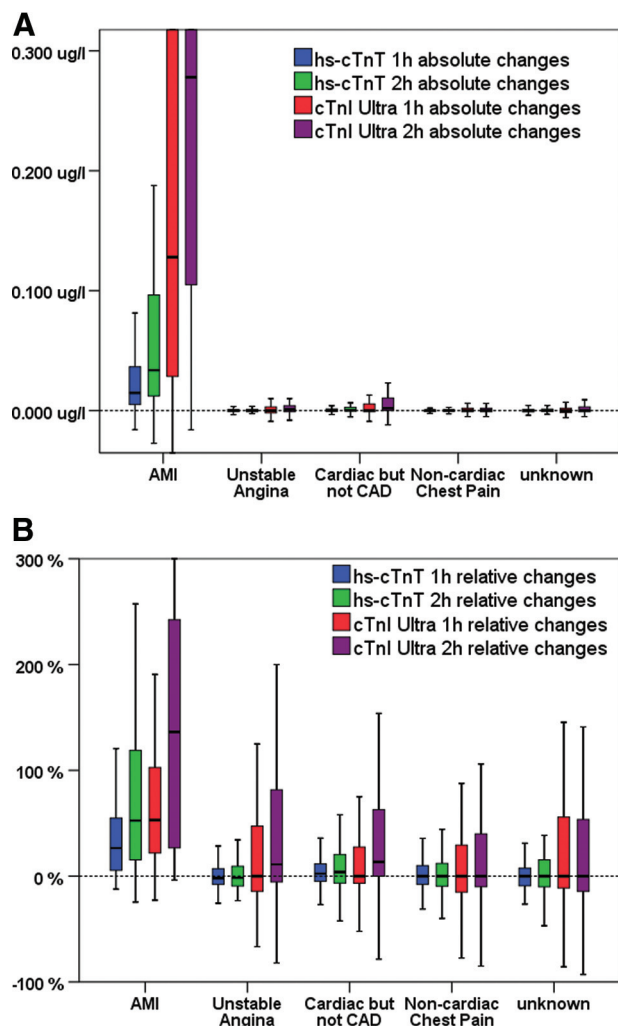 A
0.300 ug/l
0.200 ug/l
0.100 ug/l
0.000 ug/l
hs-cTnT 1h absolute changes
hs-cTnT 2h absolute changes
cTnI Ultra 1h absolute changes
cTnI Ultra 2h absolute changes
AMI
Unstable
Angina
Cardiac but
not CAD
Non-cardiac
Chest Pain
unknown
B
300 %
200 %
100 %
0 %
-100 %
hs-cTnT 1h relative changes
hs-cTnT 2h relative changes
cTnI Ultra 1h relative changes
cTnI Ultra 2h relative changes
AMI
Unstable
Angina
Cardiac but
not CAD
Non-cardiac
Chest Pain
unknown